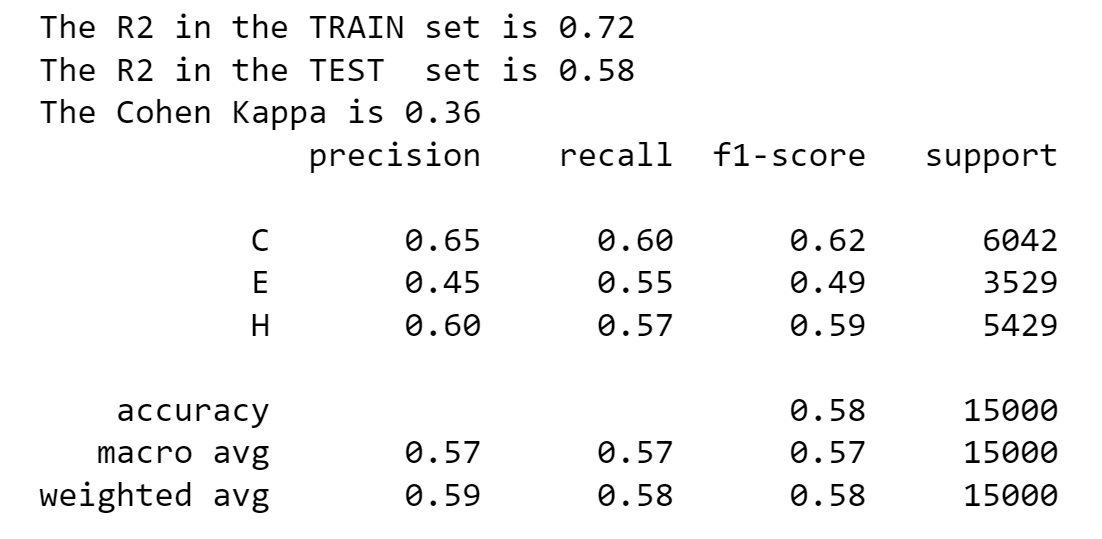 The R2 in the TRAIN set is 0.72
The R2 in the TEST  set is 0.58
The Cohen Kappa is 0.36
precision recall f1-score support
C 0.65 0.60 0.62 6042
E 0.45 0.55 0.49 3529
H 0.60 0.57 0.59 5429
accuracy 0.58 15000
macro avg 0.57 0.57 0.57 15000
weighted avg 0.59 0.58 0.58 15000